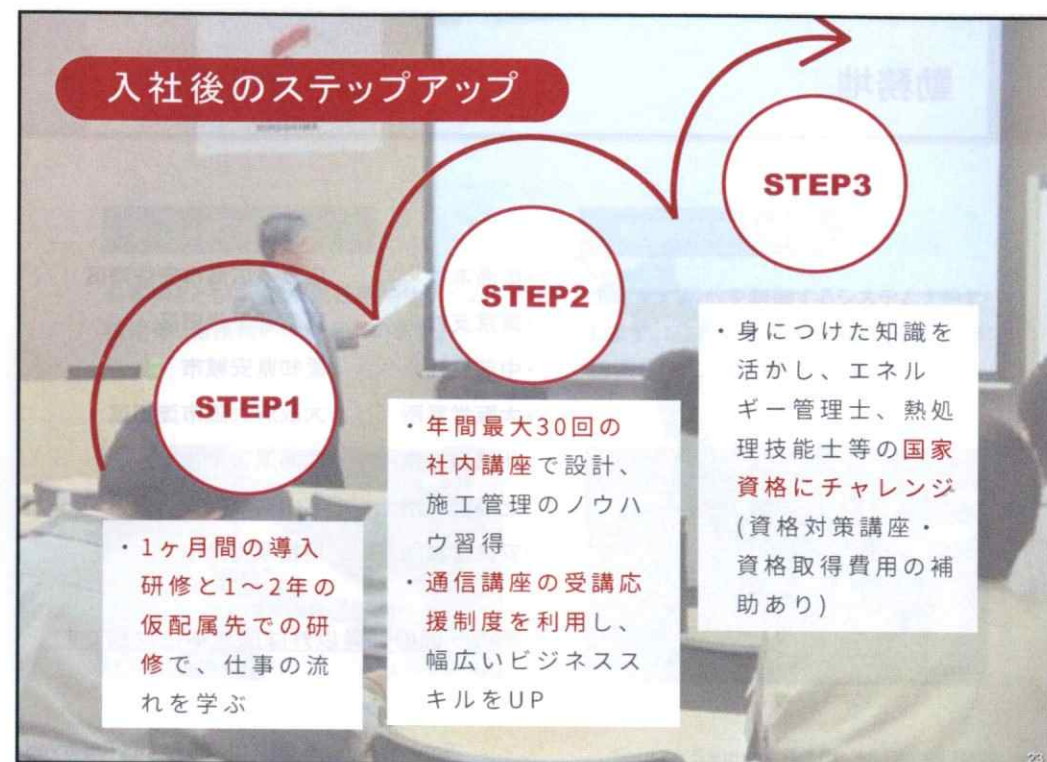 入社後のステップアップ
STEP1
・1ヶ月間の導入
研修と1～2年の
仮配属先での研
修で、仕事の流
れを学ぶ
STEP2
・年間最大30回の
社内講座で設計、
施工管理のノウハ
ウ習得
・通信講座の受講応
援制度を利用し、
幅広いビジネスス
キルをUP
STEP3
・身につけた知識を
活かし、エネル
ギー管理士、熱処
理技能士等の国家
資格にチャレンジ
(資格対策講座・
資格取得費用の補
助あり)
23